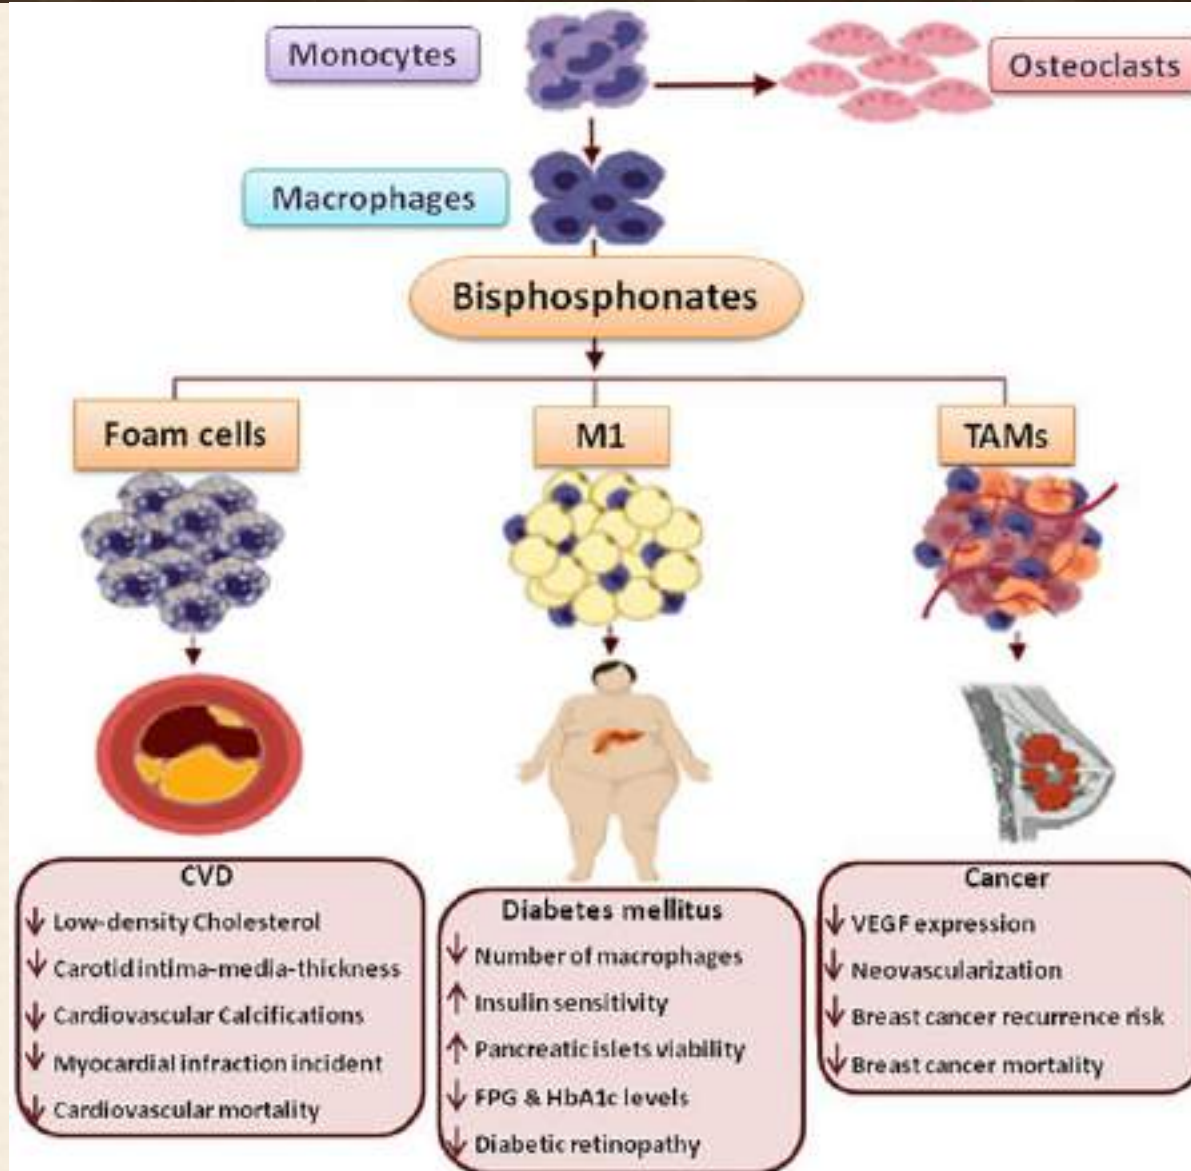 Monocytes
Osteoclasts
Macrophages
Bisphosphonates
Foam cells
M1
TAMs
CVD
↓ Low-density Cholesterol
↓ Carotid intima-media-thickness
↓ Cardiovascular Calcifications
↓ Myocardial infraction incident
↓ Cardiovascular mortality
Diabetes mellitus
↓ Number of macrophages
↑ Insulin sensitivity
↑ Pancreatic islets viability
↓ FPG & HbA1c levels
↓ Diabetic retinopathy
Cancer
↓ VEGF expression
↓ Neovascularization
↓ Breast cancer recurrence risk
↓ Breast cancer mortality